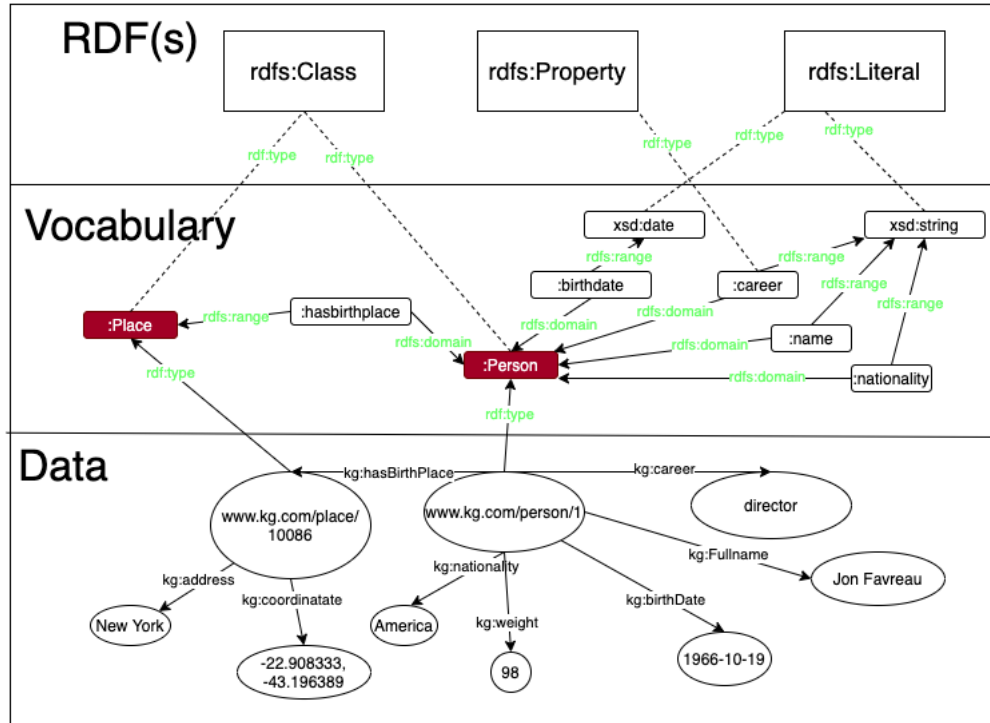 RDF(s)
rdfs:Class
rdfs:Property
rdfs:Literal
rdf:type
rdf:type
rdf:type
rdf:type
rdf:type
Vocabulary
xsd:date
xsd:string
rdfs:range
rdfs:range
:birthdate
:career
rdfs:range
rdfs:range
:Place
rdfs:range
:hasbirthplace
rdfs:domain
rdfs:domain
rdfs:domain
:name
rdfs:domain
:Person
rdfs:domain
:nationality
rdf:type
rdf:type
Data
kg:hasBirthPlace
kg:career
www.kg.com/place/
10086
www.kg.com/person/1
director
kg:address
kg:coordinatate
kg:nationality
kg:Fullname
Jon Favreau
New York
America
kg:weight
kg:birthDate
-22.908333,
-43.196389
98
1966-10-19